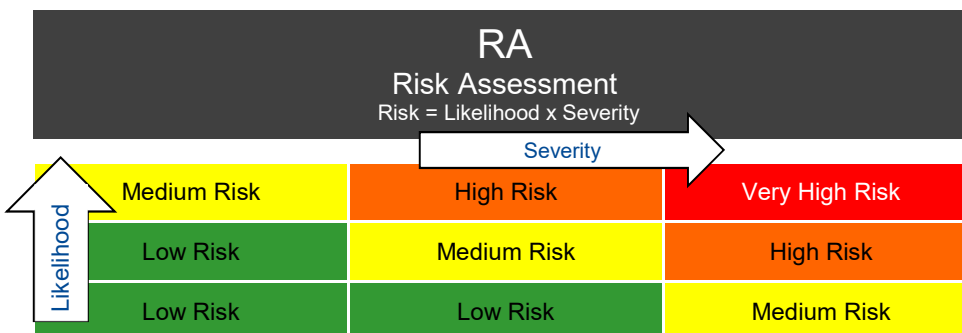 RA
Risk Assessment
Risk = Likelihood x Severity
Severity
Medium Risk High Risk Very High Risk
Likelihood
Low Risk Medium Risk High Risk
Low Risk Low Risk Medium Risk